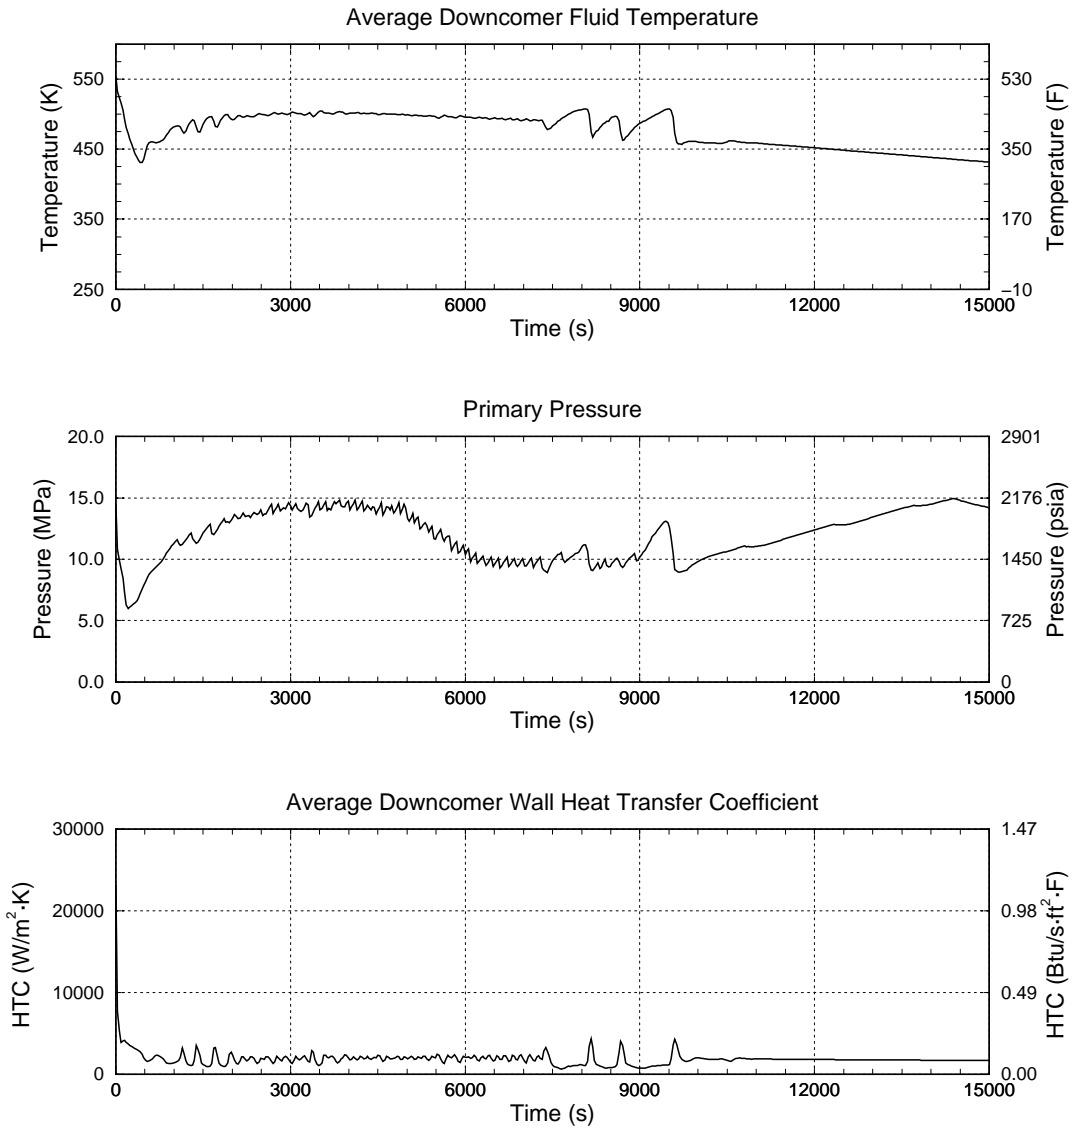 Average Downcomer Fluid Temperature
550 530
450 350
350 170
250 −10
0 3000 6000 9000 12000 15000
Temperature (K)
Temperature (F)
Time (s)
Primary Pressure
20.0 2901
15.0 2176
10.0 1450
5.0 725
0.0 0
0 3000 6000 9000 12000 15000
Pressure (MPa)
Pressure (psia)
Time (s)
Average Downcomer Wall Heat Transfer Coefficient
30000 1.47
20000 0.98
10000 0.49
0 0.00
0 3000 6000 9000 12000 15000
HTC (W/m²·K)
HTC (Btu/s·ft²·F)
Time (s)